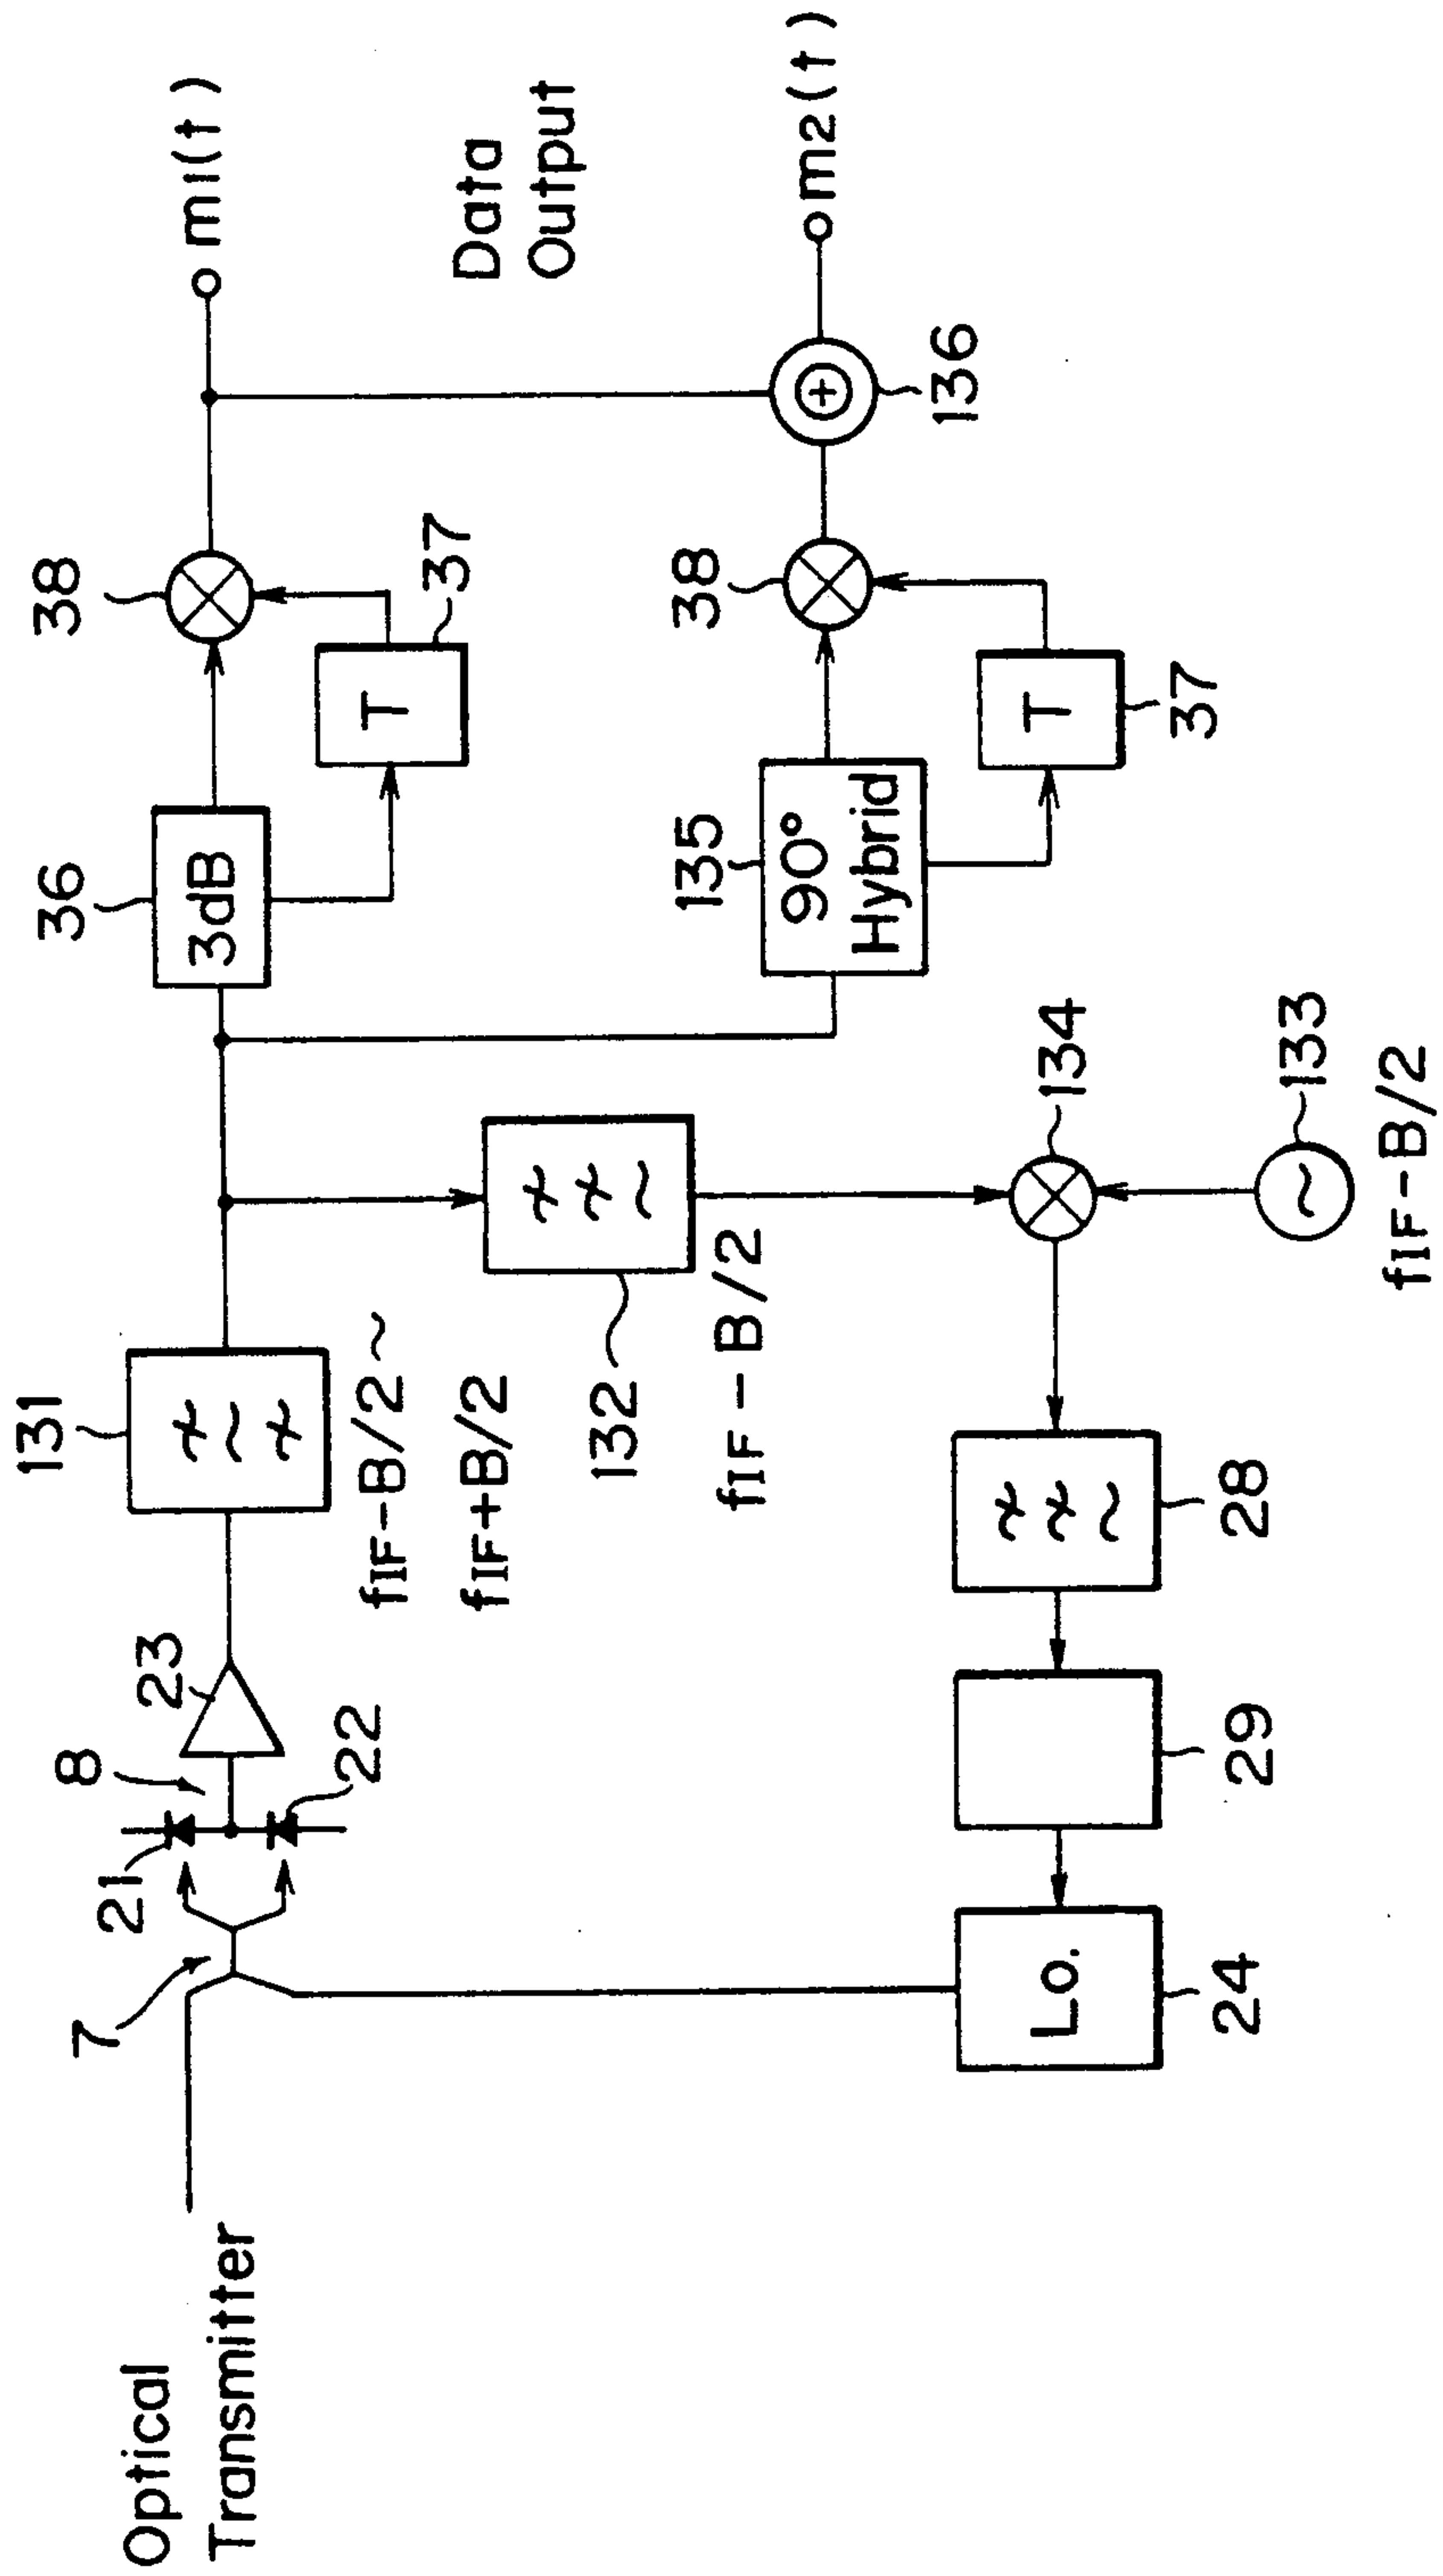 Optical
Transmitter
7
21
8
22
23
131
fIF-B/2~
fIF+B/2
132
fIF-B/2
36
3dB
38
T
37
m1(t)
Data
Output
135
90°
Hybrid
38
T
37
136
m2(t)
134
133
~
fIF-B/2
28
29
Lo.
24